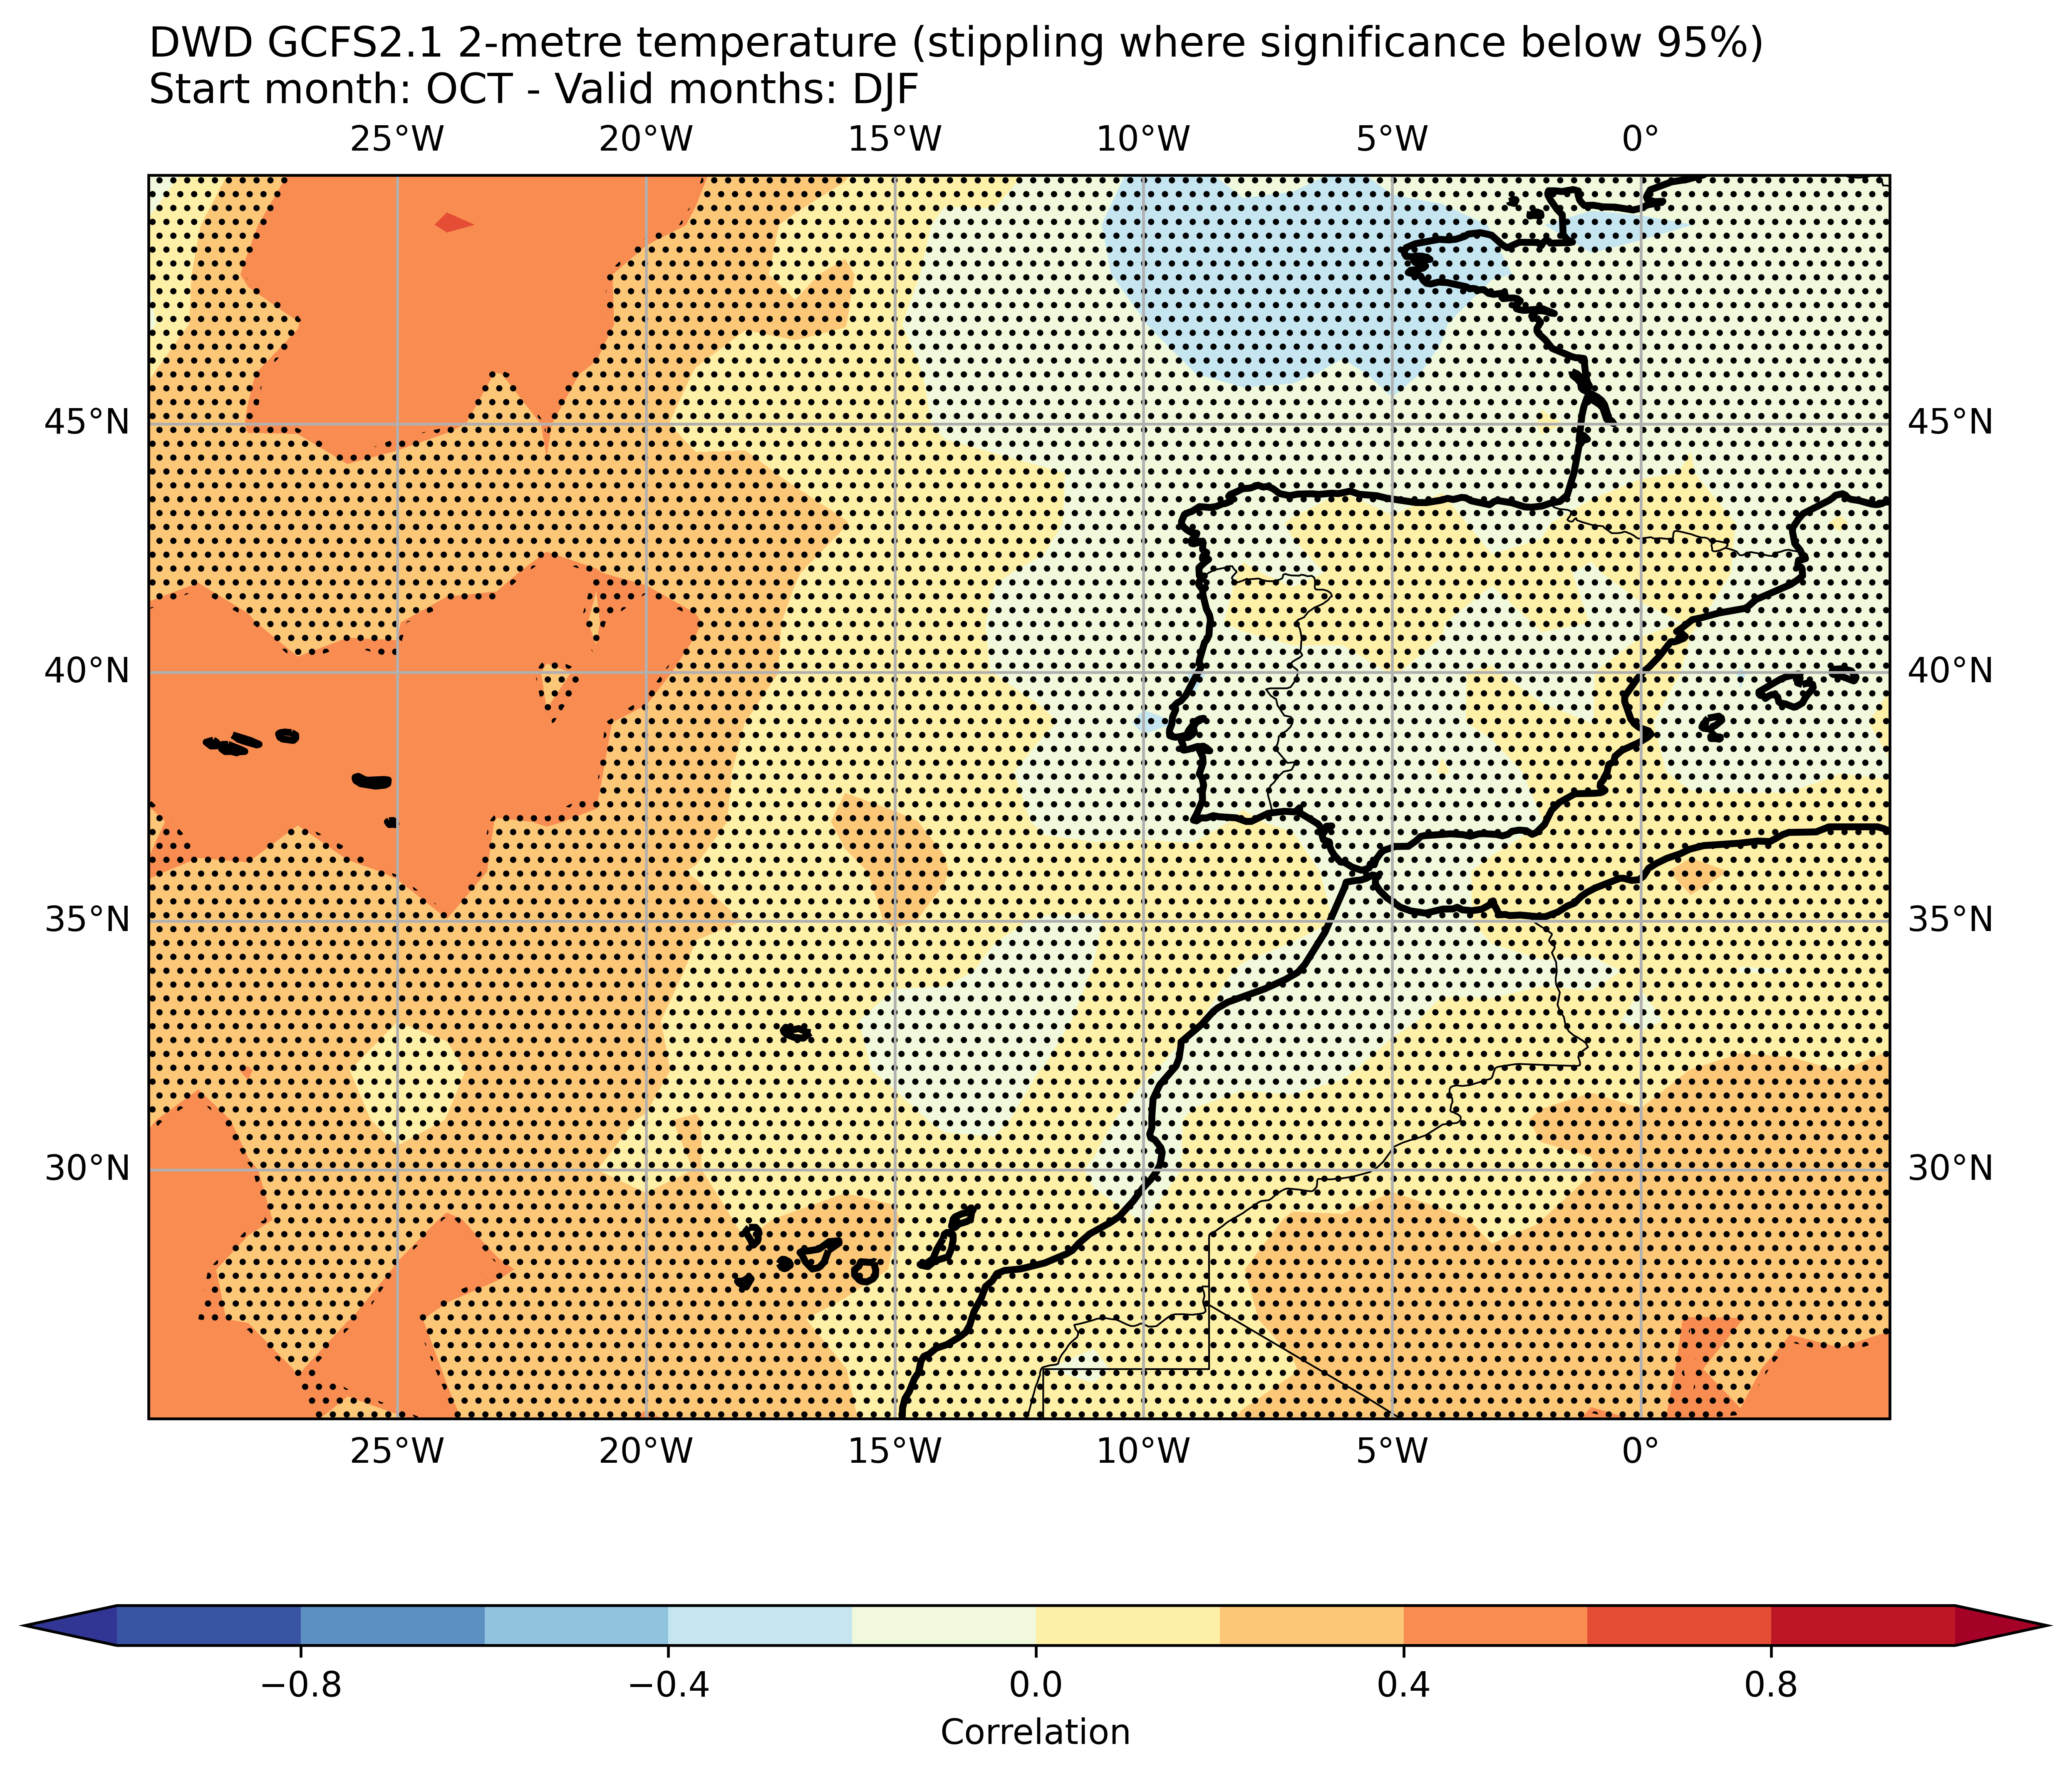 DWD GCFS2.1 2-metre temperature (stippling where significance below 95%)
Start month: OCT - Valid months: DJF
25°W 20°W 15°W 10°W 5°W 0°
45°N 45°N
40°N 40°N
35°N 35°N
30°N 30°N
25°W 20°W 15°W 10°W 5°W 0°
−0.8 −0.4 0.0 0.4 0.8
Correlation